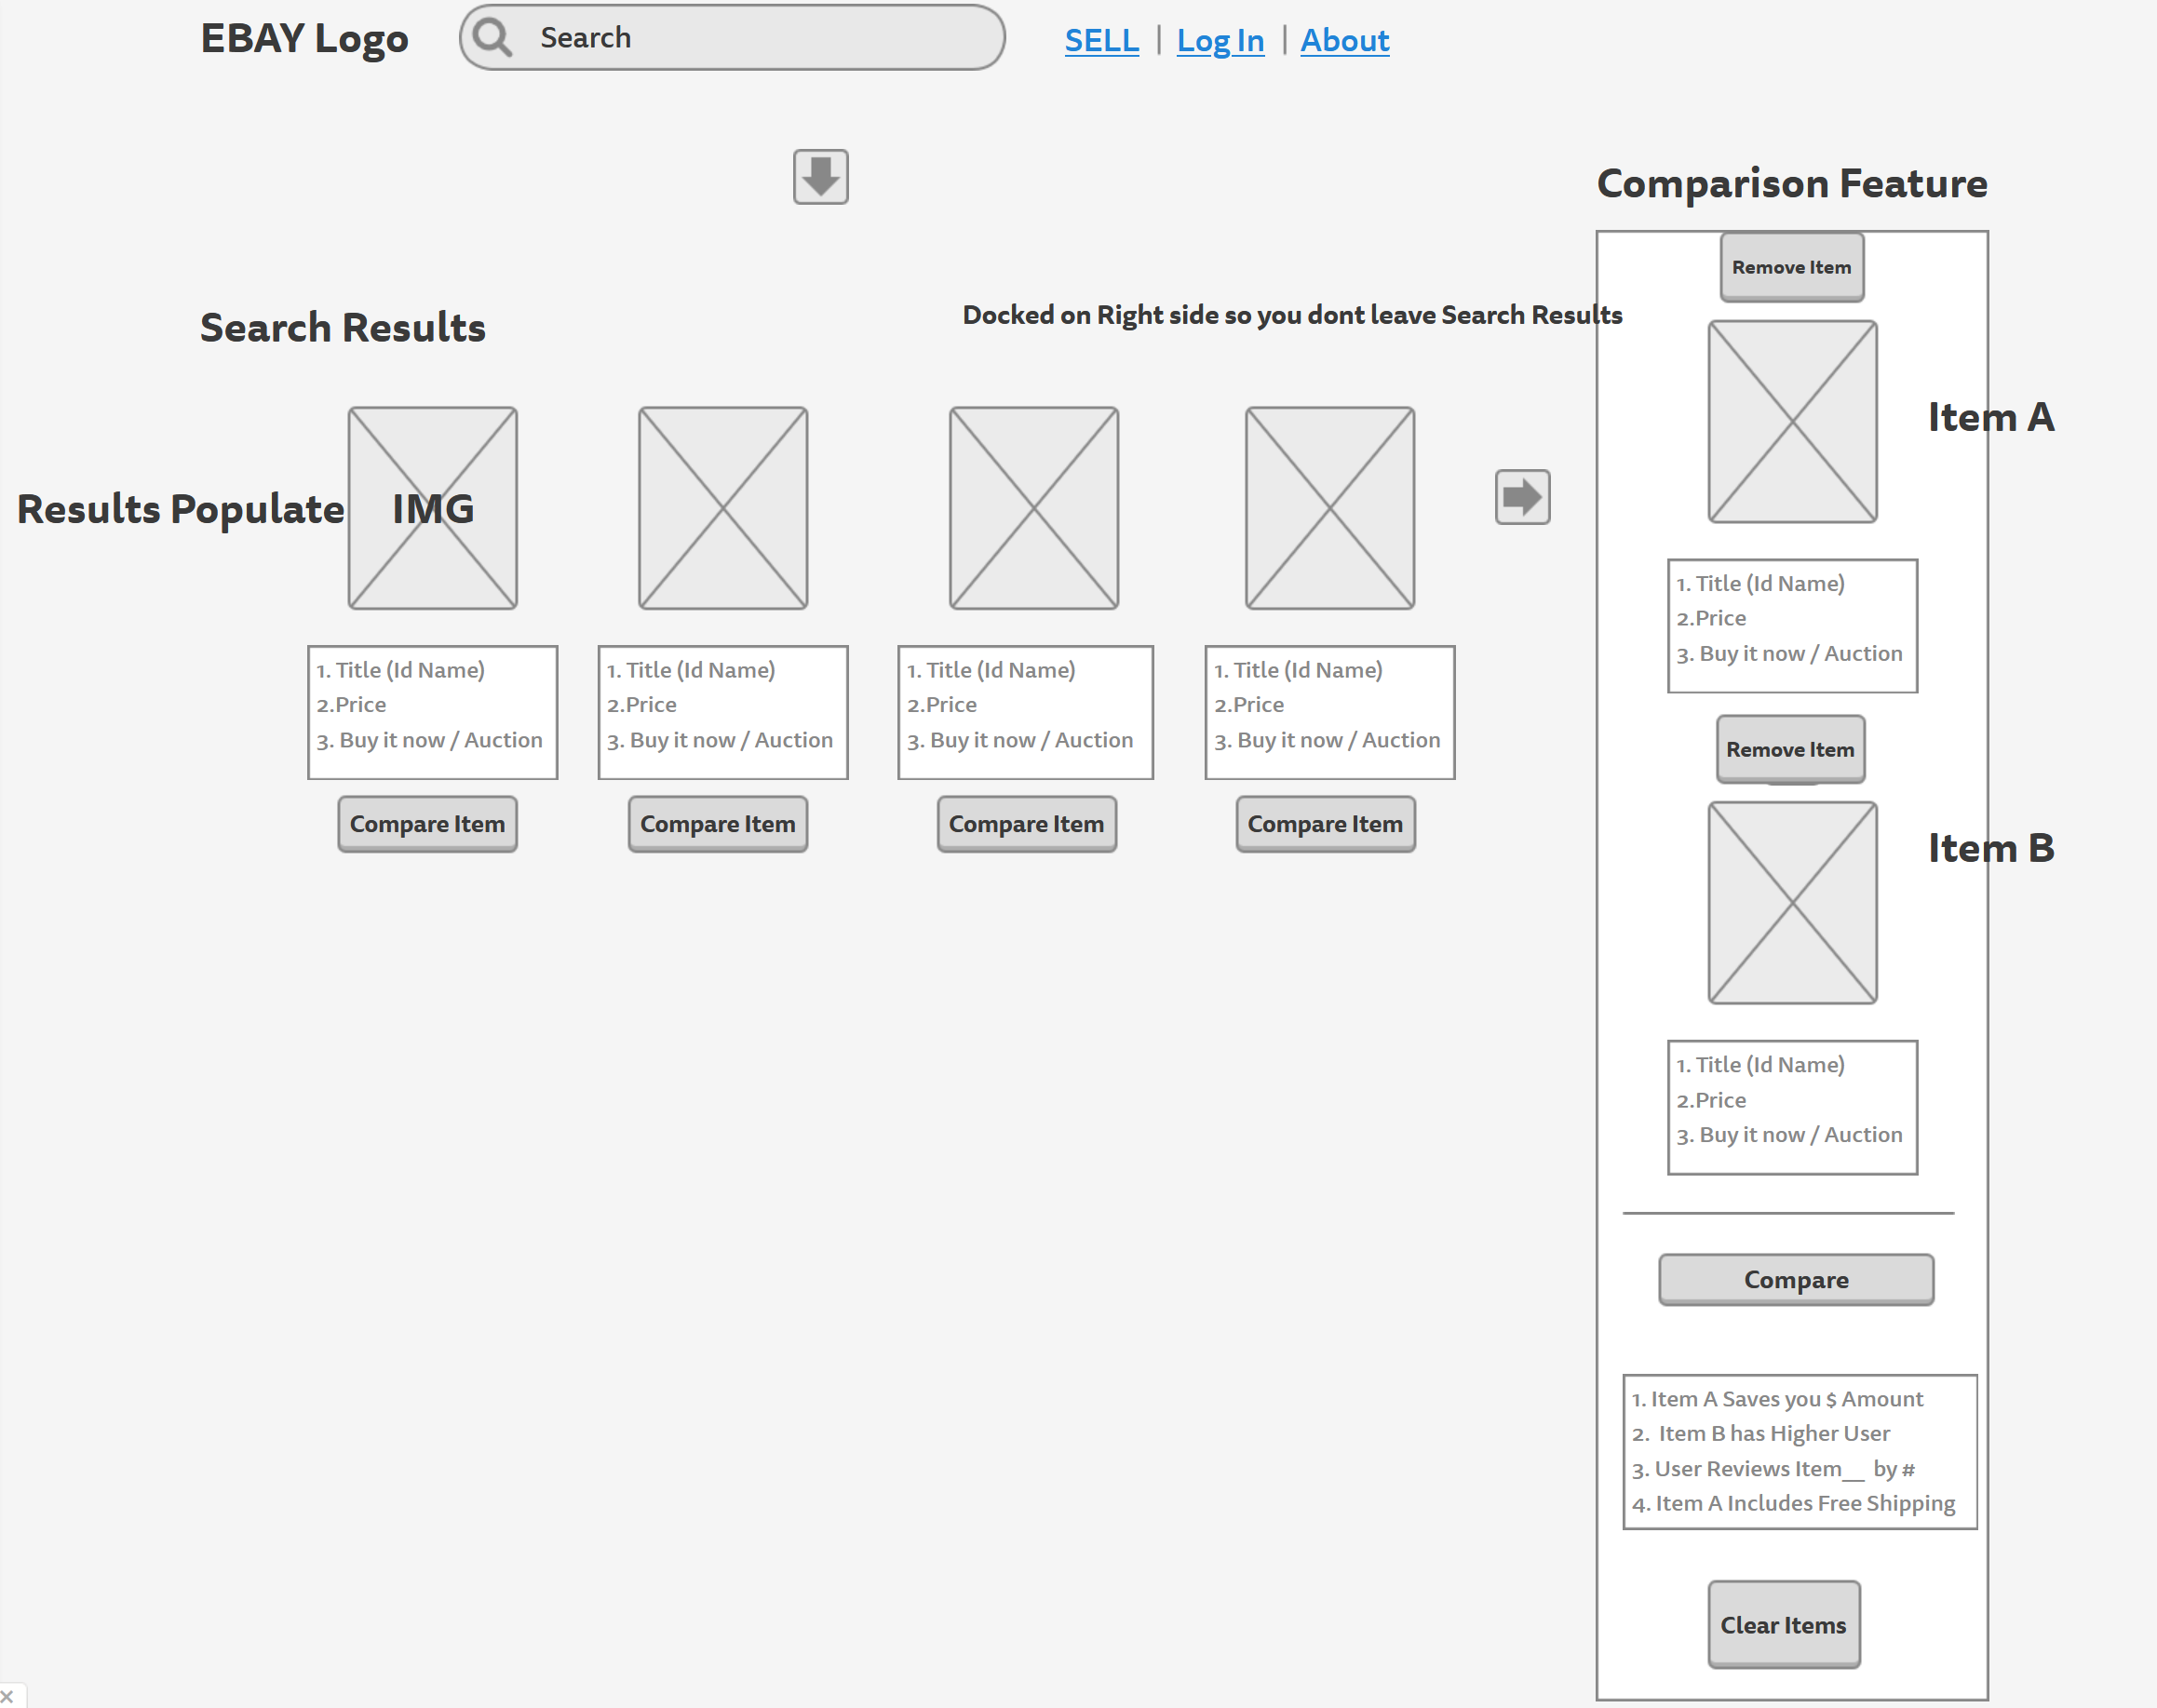 EBAY Logo
Search
SELL | Log In | About
Comparison Feature
Remove Item
Docked on Right side so you dont leave Search Results
Search Results
Item A
Results Populate
IMG
1. Title (Id Name)
2.Price
3. Buy it now / Auction
Compare Item
1. Title (Id Name)
2.Price
3. Buy it now / Auction
Compare Item
1. Title (Id Name)
2.Price
3. Buy it now / Auction
Compare Item
1. Title (Id Name)
2.Price
3. Buy it now / Auction
Compare Item
1. Title (Id Name)
2.Price
3. Buy it now / Auction
Remove Item
Item B
1. Title (Id Name)
2.Price
3. Buy it now / Auction
Compare
1. Item A Saves you $ Amount
2. Item B has Higher User
3. User Reviews Item__ by #
4. Item A Includes Free Shipping
Clear Items